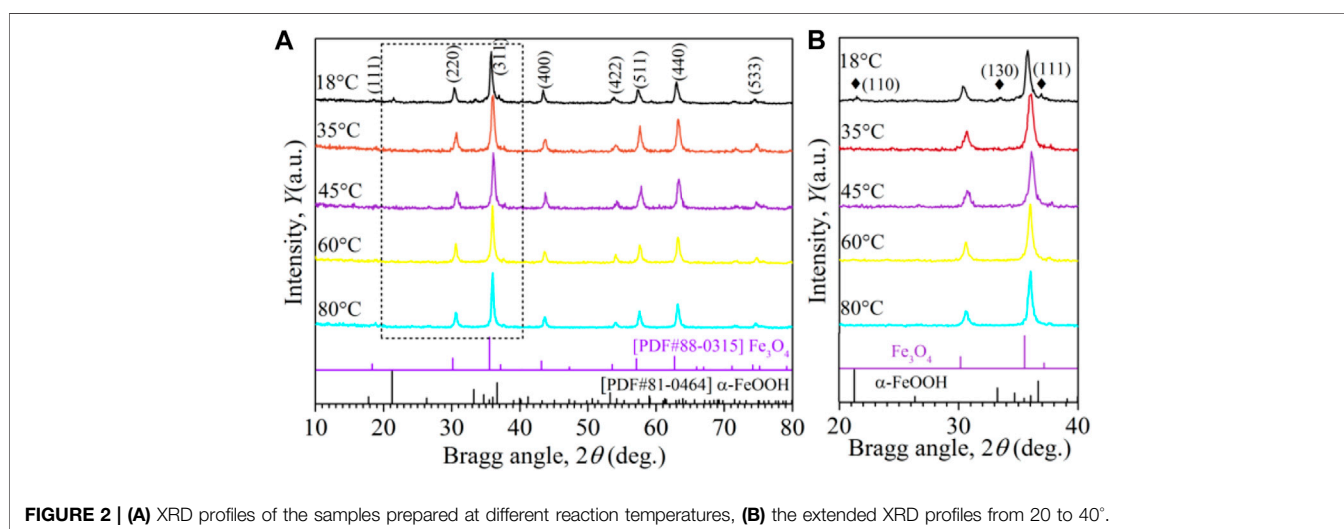 A
Intensity, Y(a.u.)
(111)
(220)
(311)
(400)
(422)
(511)
(440)
(533)
18°C
35°C
45°C
60°C
80°C
[PDF#88-0315] Fe₃O₄
[PDF#81-0464] α-FeOOH
10 20 30 40 50 60 70 80
Bragg angle, 2θ (deg.)
B
Intensity, Y(a.u.)
18°C
♦ (110)
(130) ♦
(111) ♦
35°C
45°C
60°C
80°C
Fe₃O₄
α-FeOOH
20 30 40
Bragg angle, 2θ (deg.)
FIGURE 2 | (A) XRD profiles of the samples prepared at different reaction temperatures, (B) the extended XRD profiles from 20 to 40°.